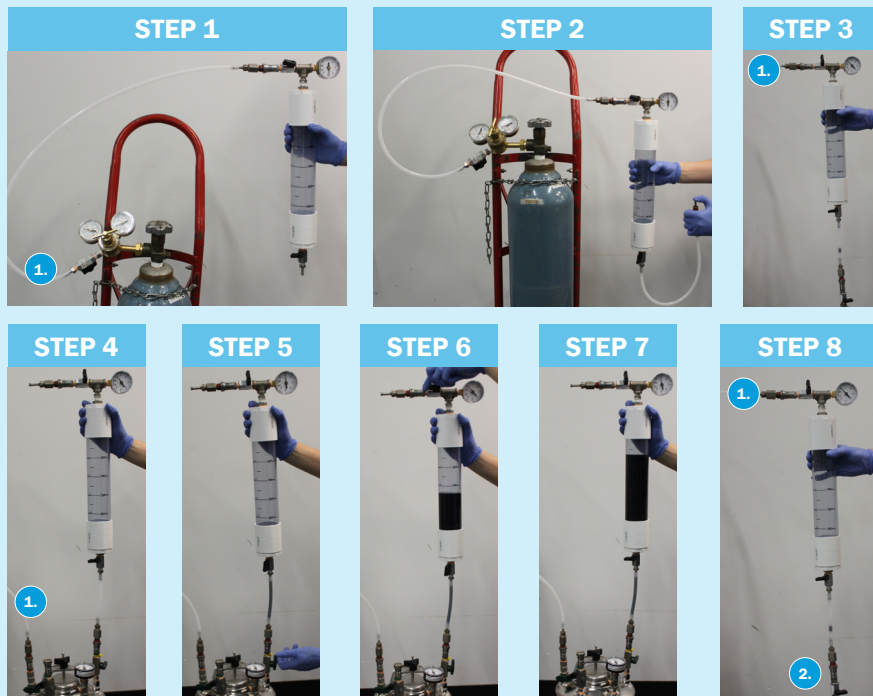 STEP 1
STEP 2
STEP 3
1.
1.
STEP 4
STEP 5
STEP 6
STEP 7
STEP 8
1.
1.
2.